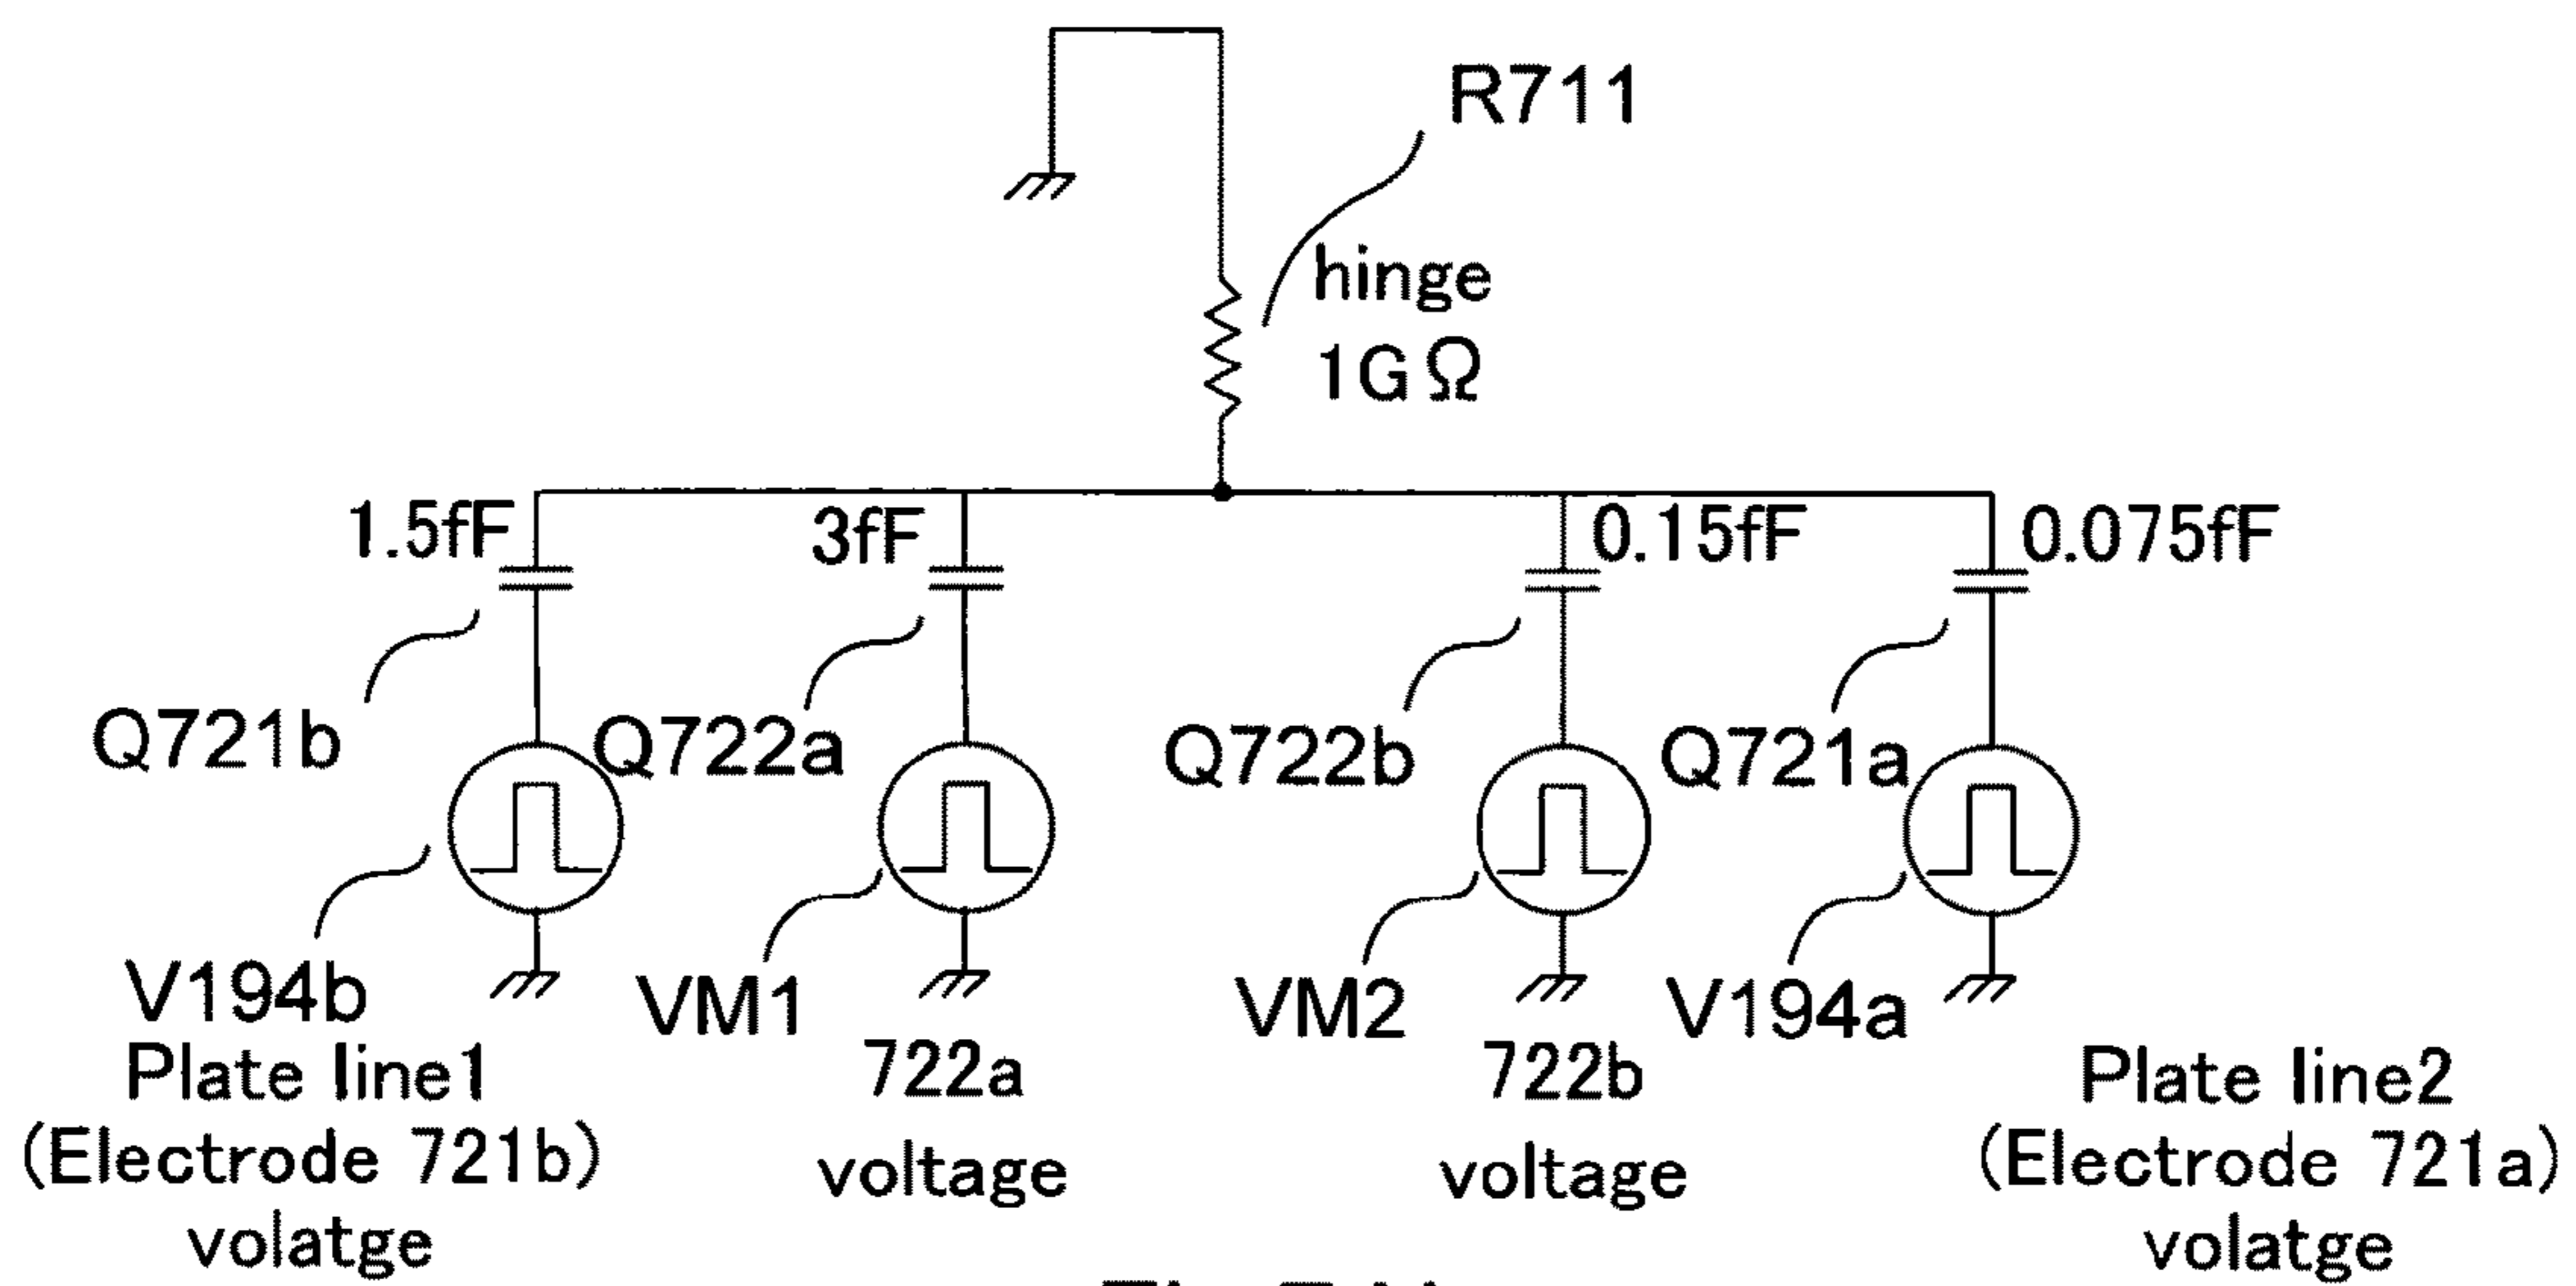 R711
hinge
1GΩ
1.5fF
3fF
0.15fF
0.075fF
Q721b
Q722a
Q722b
Q721a
V194b
VM1
VM2
V194a
Plate line1
(Electrode 721b)
volatge
722a
voltage
722b
voltage
Plate line2
(Electrode 721a)
volatge